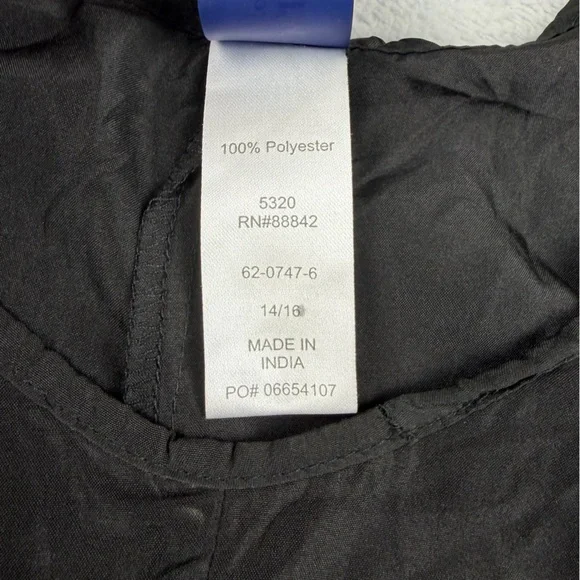 100% Polyester
5320
RN#88842
62-0747-6
14/16
MADE IN
INDIA
PO# 06654107